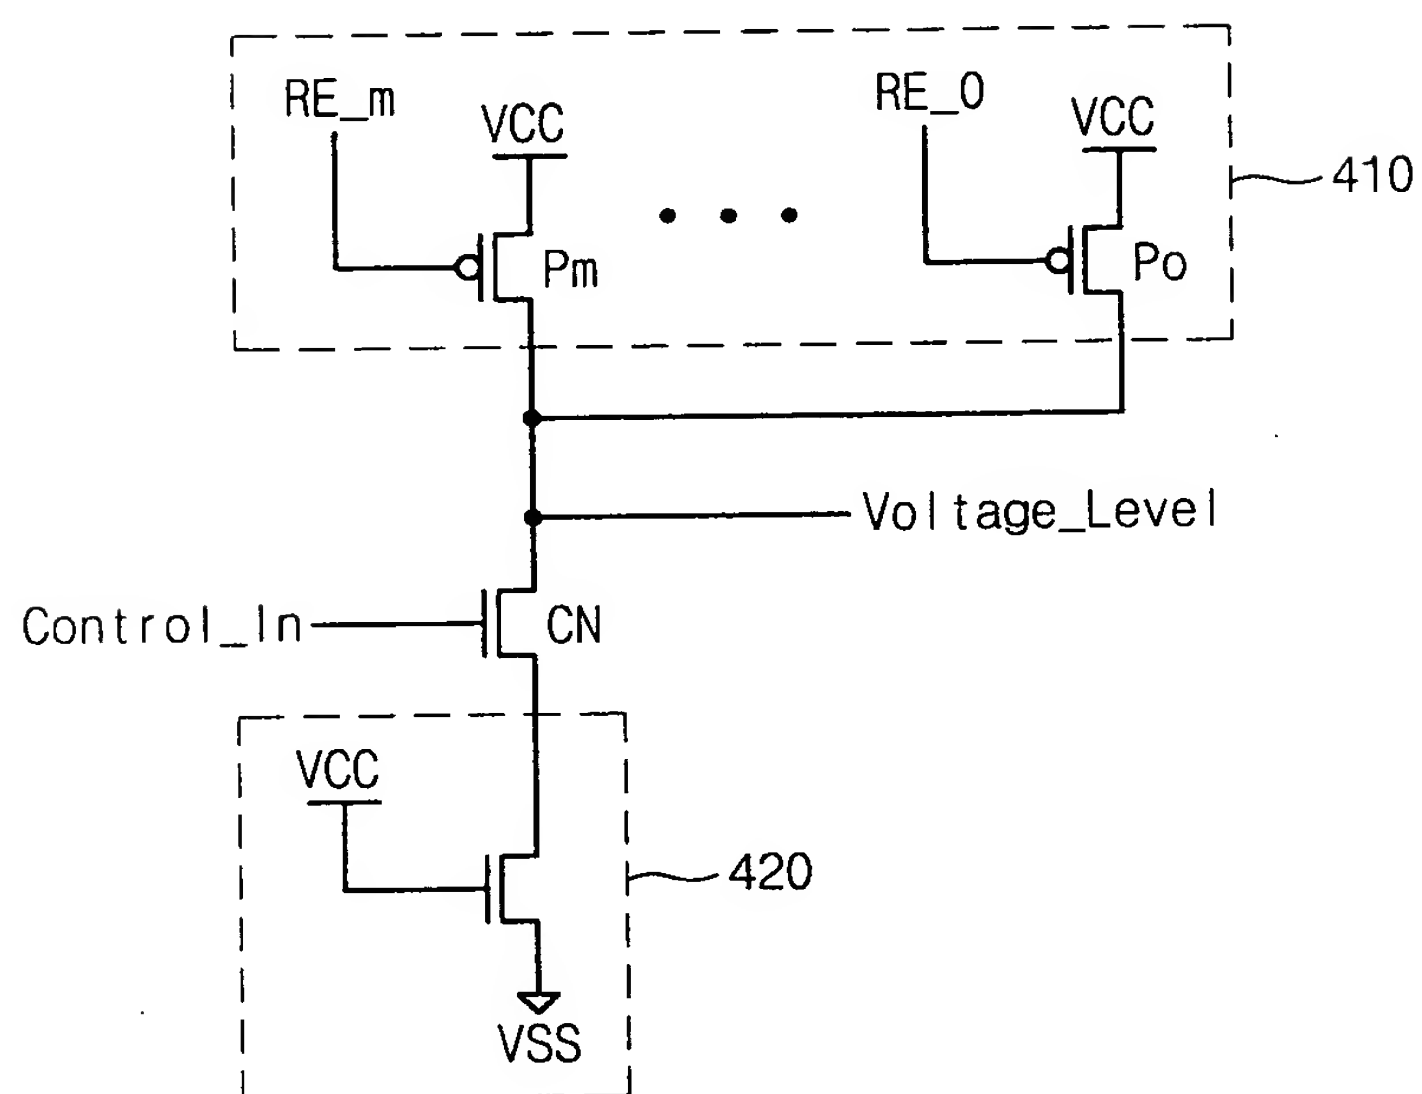 RE_m
VCC
RE_0
VCC
410
Pm
Po
Voltage_Level
Control_In
CN
VCC
420
VSS